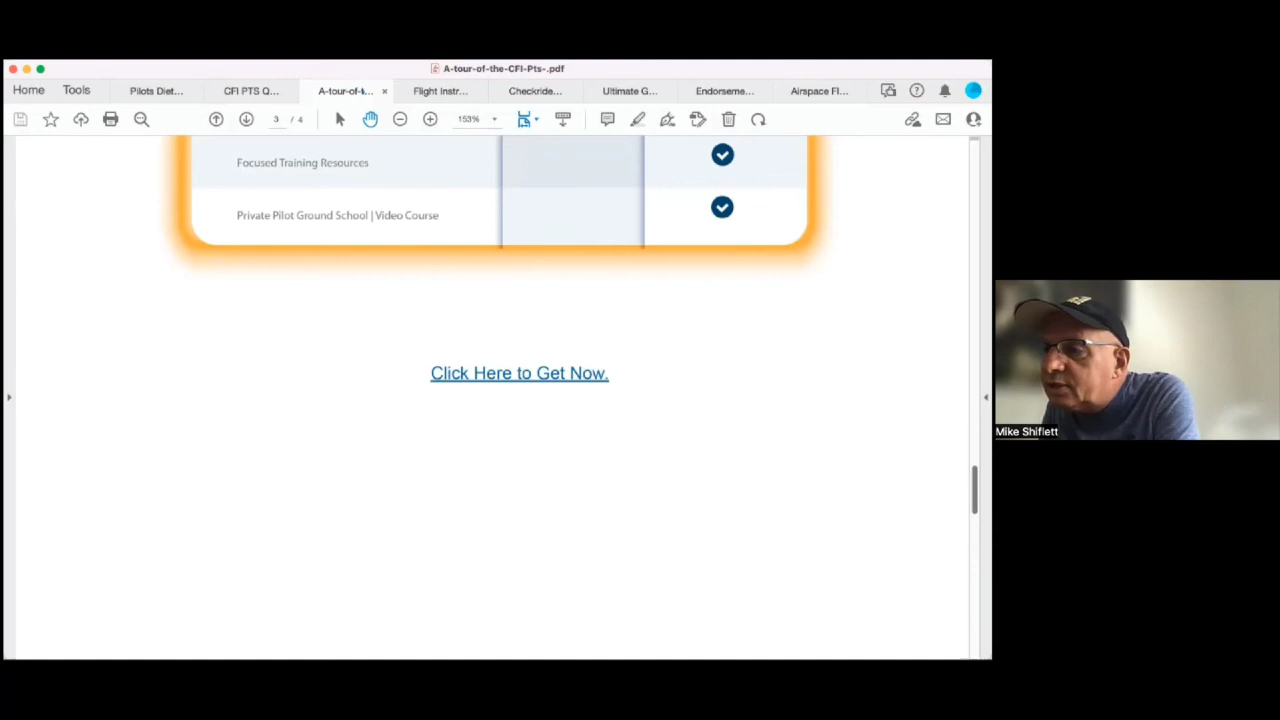 A-tour-of-the-CFI-Pts-.pdf
Home Tools Pilots Diet... CFI PTS Q... A-tour-of-t... × Flight Instr... Checkride... Ultimate G... Endorseme... Airspace Fl...
3 / 4 153%
Focused Training Resources
Private Pilot Ground School | Video Course
Click Here to Get Now.
Mike Shiflett